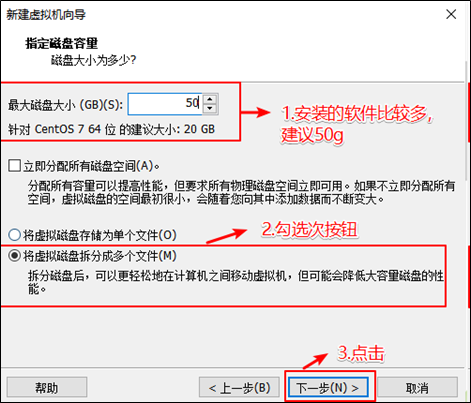 新建虚拟机向导
指定磁盘容量
磁盘大小为多少?
最大磁盘大小 (GB)(S):
50
针对 CentOS 7 64 位 的建议大小: 20 GB
1.安装的软件比较多,
建议50g
立即分配所有磁盘空间(A)。
分配所有容量可以提高性能，但要求所有物理磁盘空间立即可用。如果不立即分配所有
空间，虚拟磁盘的空间最初很小，会随着您向其中添加数据而不断变大。
将虚拟磁盘存储为单个文件(O)
2.勾选次按钮
将虚拟磁盘拆分成多个文件(M)
拆分磁盘后，可以更轻松地在计算机之间移动虚拟机，但可能会降低大容量磁盘的性
能。
3.点击
帮助
< 上一步(B)
下一步(N) >
取消